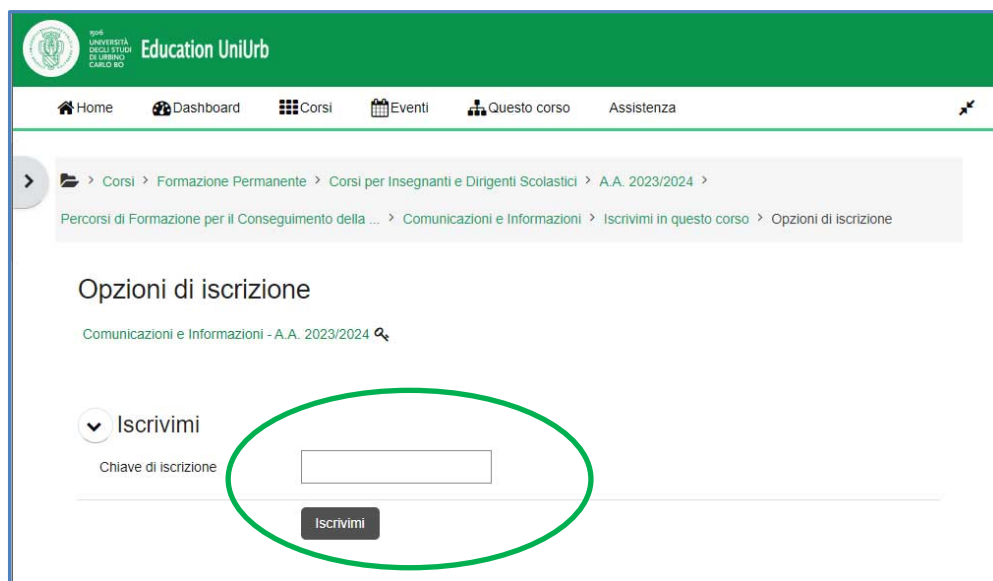 1506
UNIVERSITÀ
DEGLI STUDI
DI URBINO
CARLO BO
Education UniUrb
Home Dashboard Corsi Eventi Questo corso Assistenza
> Corsi > Formazione Permanente > Corsi per Insegnanti e Dirigenti Scolastici > A.A. 2023/2024 >
Percorsi di Formazione per il Conseguimento della ... > Comunicazioni e Informazioni > Iscrivimi in questo corso > Opzioni di iscrizione
Opzioni di iscrizione
Comunicazioni e Informazioni - A.A. 2023/2024
Iscrivimi
Chiave di iscrizione
Iscrivimi